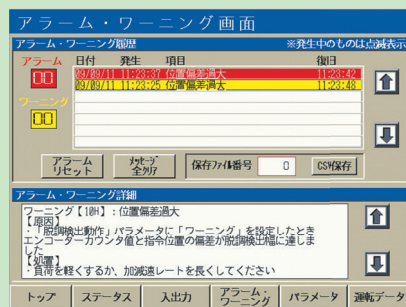 アラーム・ワーニング画面
アラーム・ワーニング履歴 ※発生中のものは点滅表示
アラーム 日付 発生 項目 復旧
00 09/09/11 11:23:37 位置偏差過大 11:23:42
09/09/11 11:23:25 位置偏差過大 11:23:48
ワーニング
00
アラーム
リセット
メッセージ
全クリア
保存ファイル番号 0 CSV保存
アラーム・ワーニング詳細
ワーニング【10H】:位置偏差過大
【原因】
・「脱調検出動作」パラメータに「ワーニング」を設定したとき
エンコーダーカウンタ値と指令位置の偏差が脱調検出幅に達しま
した
【処置】
・負荷を軽くするか、加減速レートを長くしてください
トップ ステータス 入出力 アラーム・ワーニング パラメータ 運転データ